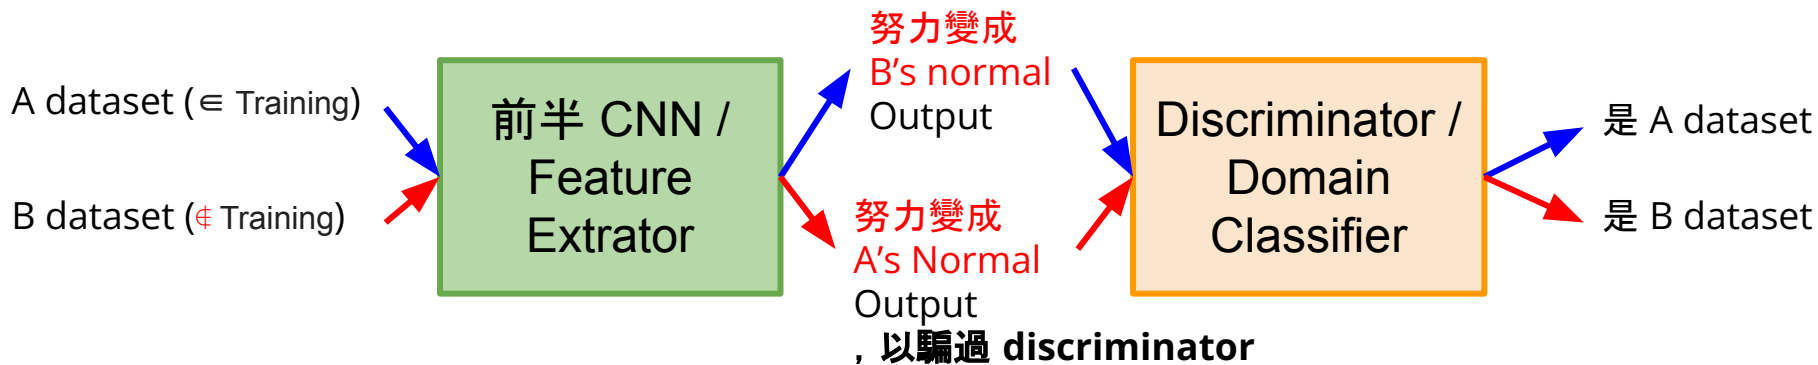 A dataset (∈ Training)
B dataset (∉ Training)
前半 CNN /
Feature
Extrator
努力變成
B’s normal
Output
努力變成
A’s Normal
Output
，以騙過 discriminator
Discriminator /
Domain
Classifier
是 A dataset
是 B dataset